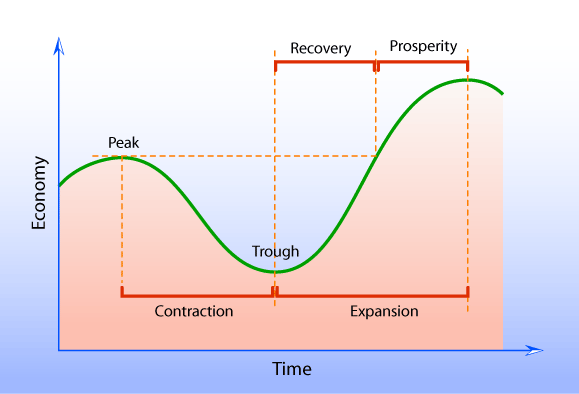 Recovery
Prosperity
Peak
Economy
Trough
Contraction
Expansion
Time